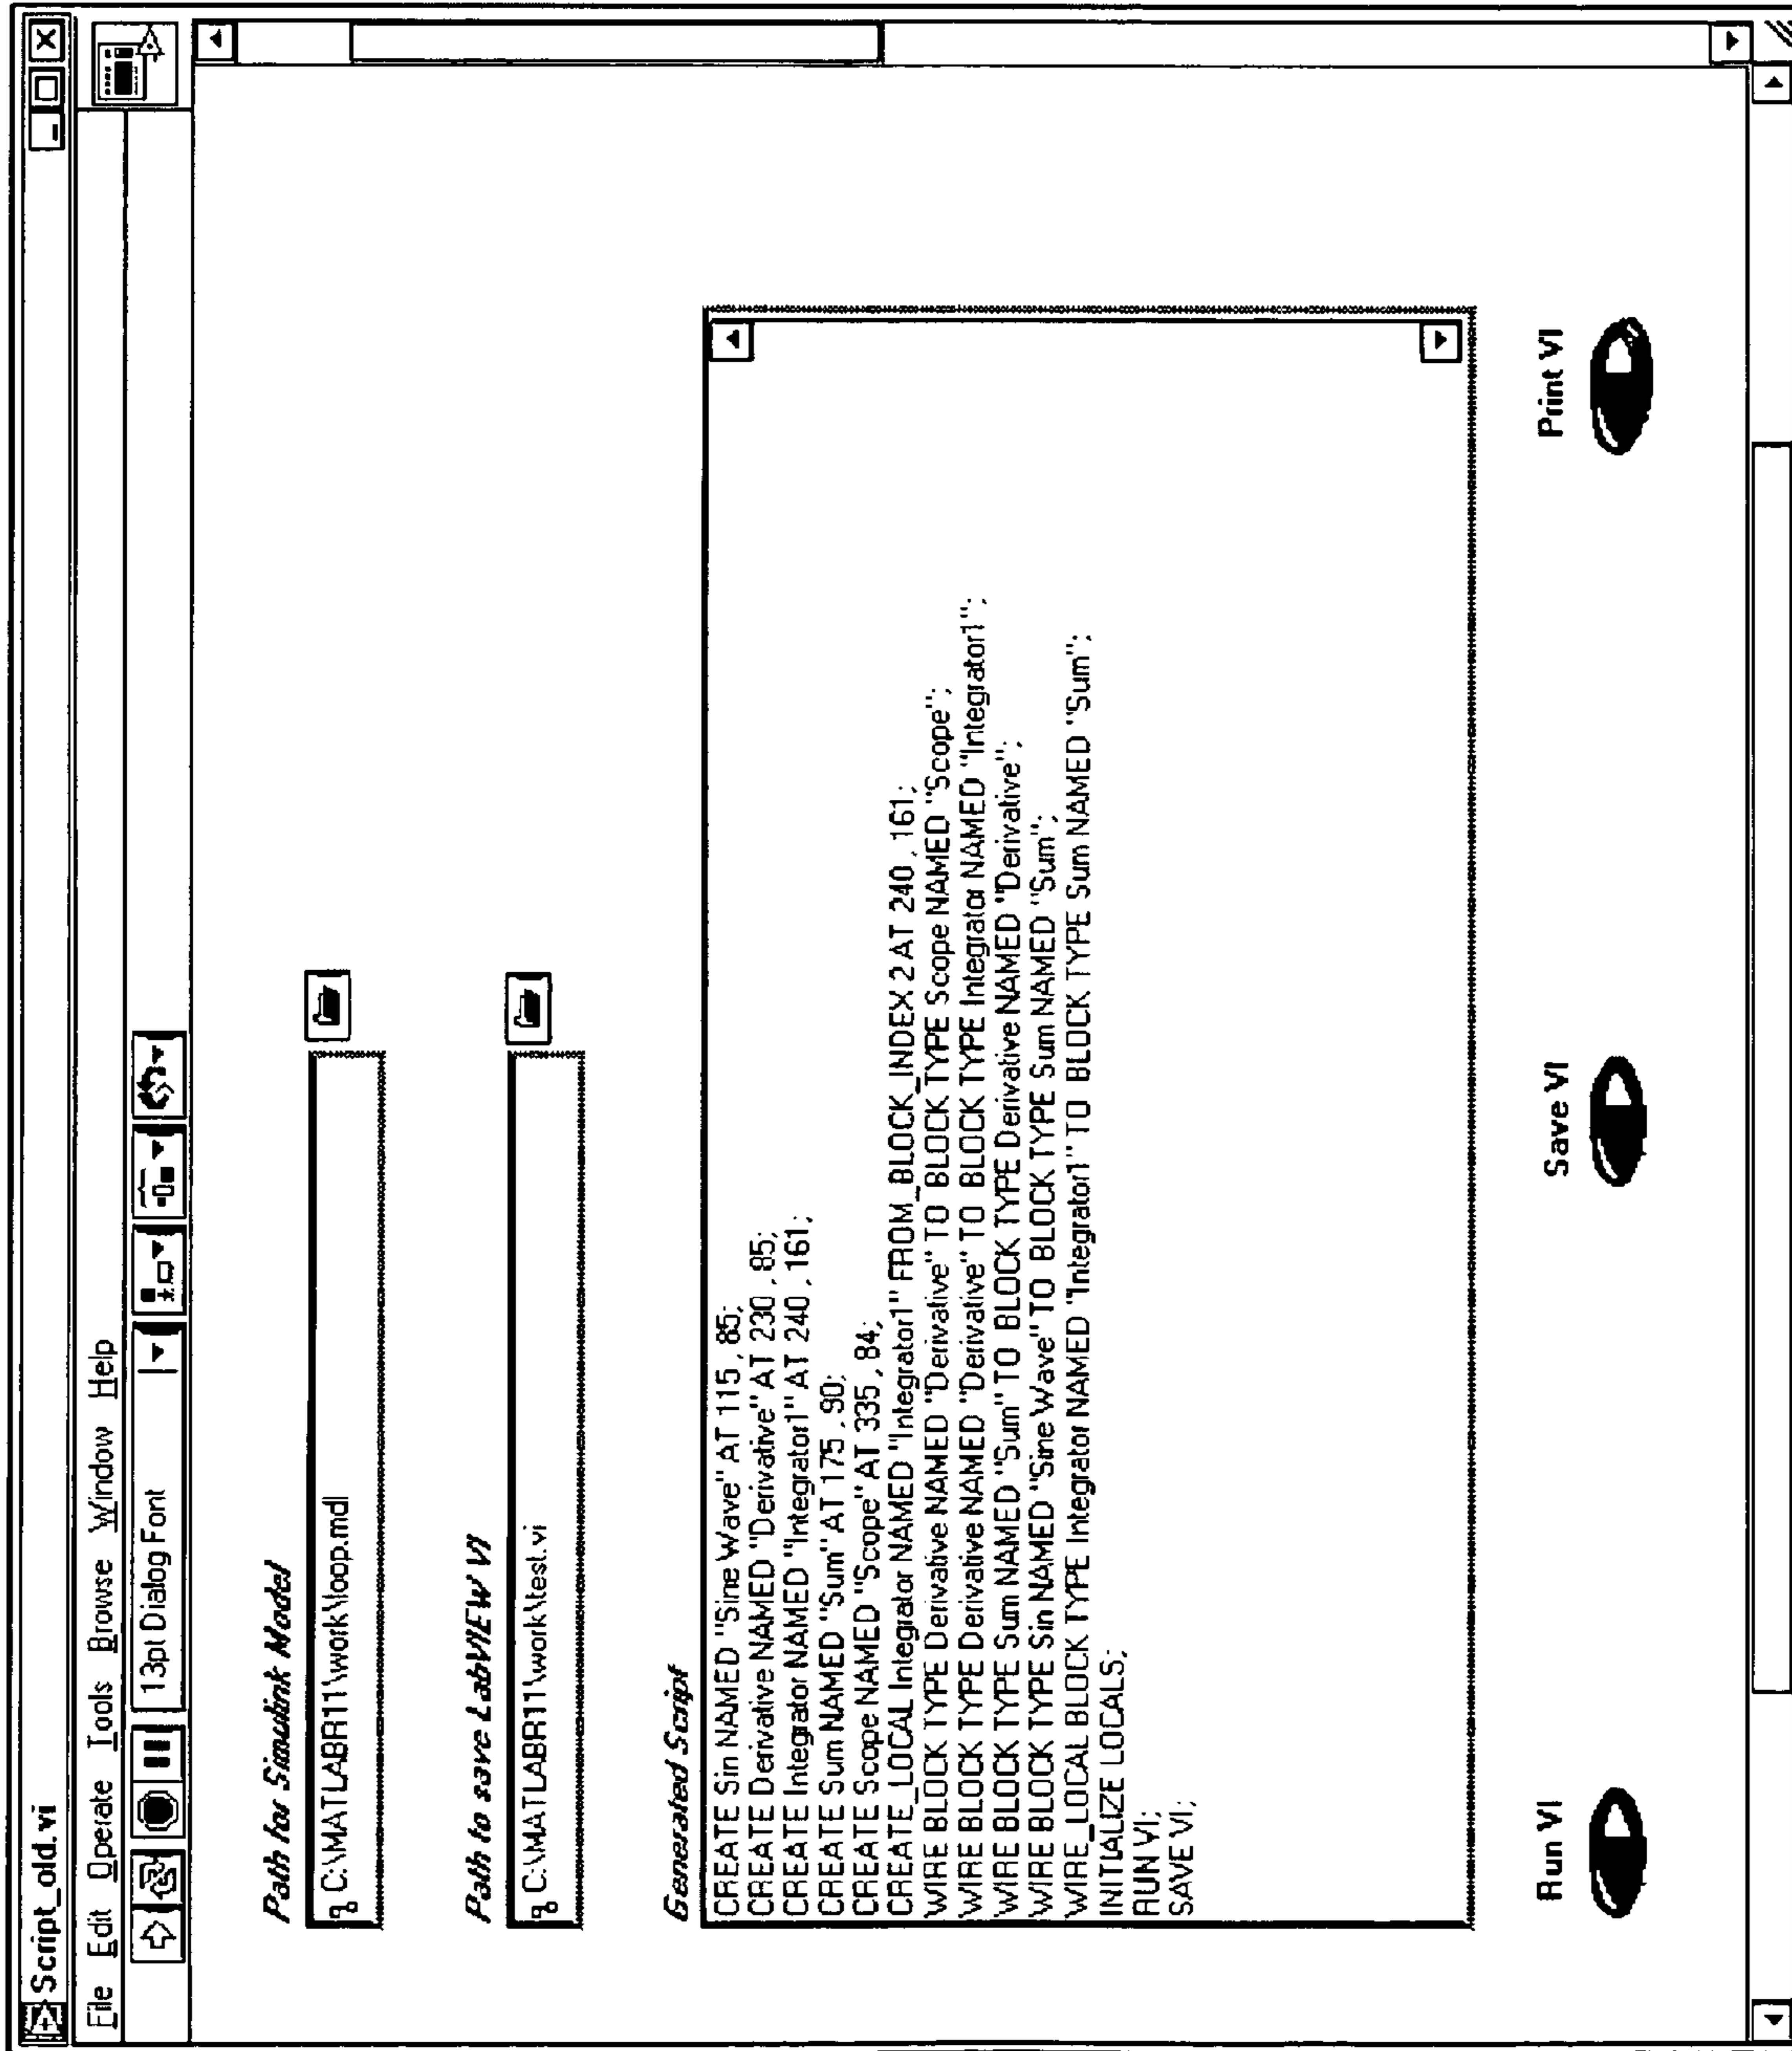 Script_old.vi
File Edit Operate Tools Browse Window Help
13pt Dialog Font
Path for Simulink Model
C:\MATLABR11\work\loop.mdl
Path to save LabVIEW VI
C:\MATLABR11\work\test.vi
Generated Script
CREATE Sin NAMED "Sine Wave" AT 115 , 85;
CREATE Derivative NAMED "Derivative" AT 230 , 85;
CREATE Integrator NAMED "Integrator1" AT 240 , 161;
CREATE Sum NAMED "Sum" AT 175 , 90;
CREATE Scope NAMED "Scope" AT 335 , 84;
CREATE_LOCAL Integrator NAMED "Integrator1" FROM_BLOCK_INDEX 2 AT 240 , 161;
WIRE BLOCK TYPE Derivative NAMED "Derivative" TO BLOCK TYPE Scope NAMED "Scope";
WIRE BLOCK TYPE Derivative NAMED "Derivative" TO BLOCK TYPE Integrator NAMED "Integrator1";
WIRE BLOCK TYPE Sum NAMED "Sum" TO BLOCK TYPE Derivative NAMED "Derivative";
WIRE BLOCK TYPE Sin NAMED "Sine Wave" TO BLOCK TYPE Sum NAMED "Sum";
WIRE_LOCAL BLOCK TYPE Integrator NAMED "Integrator1" TO BLOCK TYPE Sum NAMED "Sum";
INITIALIZE LOCALS;
RUN VI;
SAVE VI;
Run VI
Save VI
Print VI